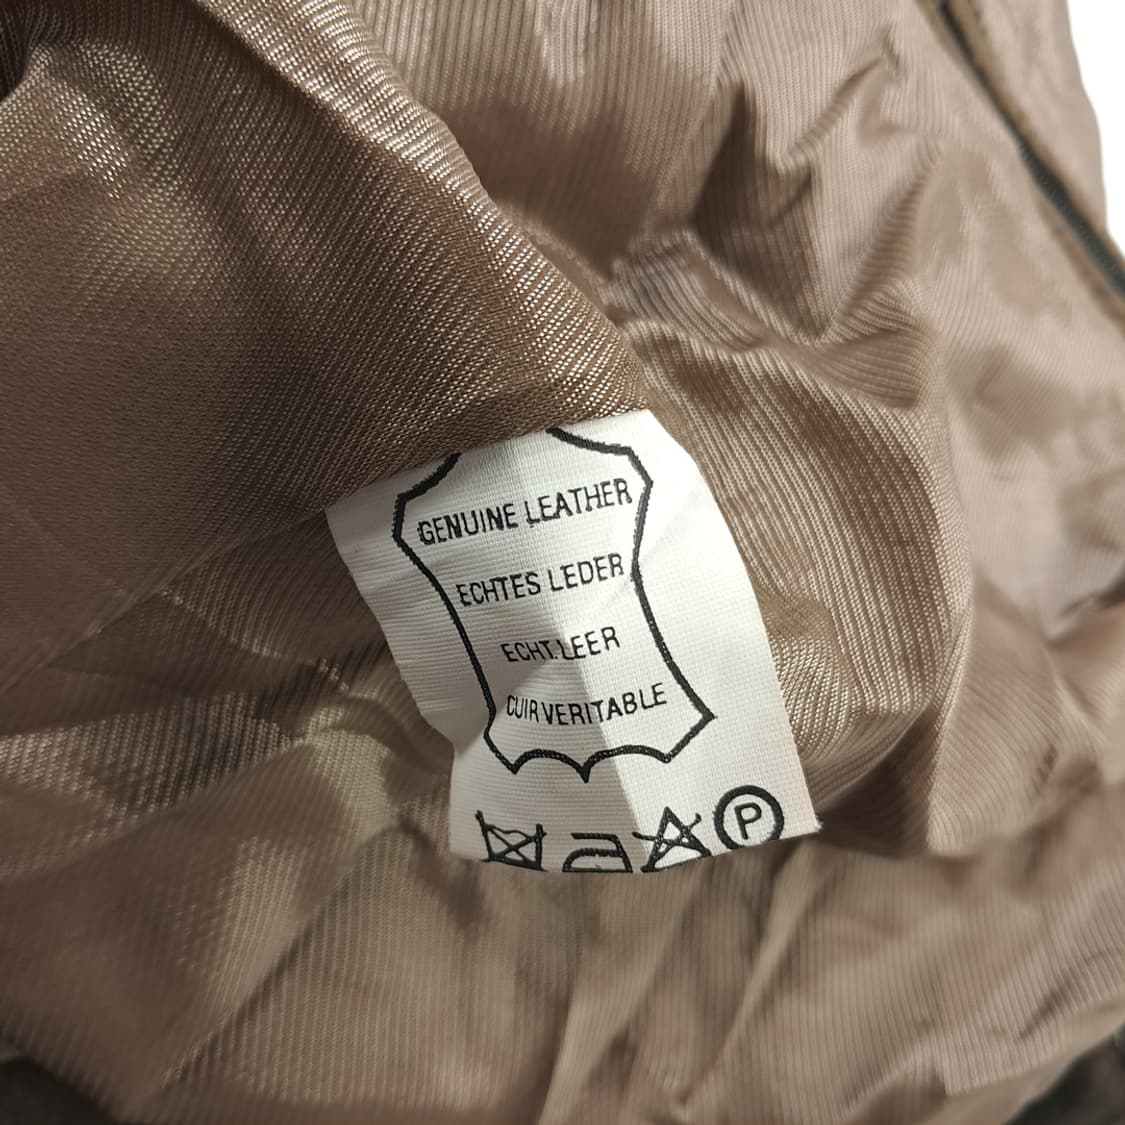 GENUINE LEATHER
ECHTES LEDER
ECHT.LEER
CUIR VERITABLE
P